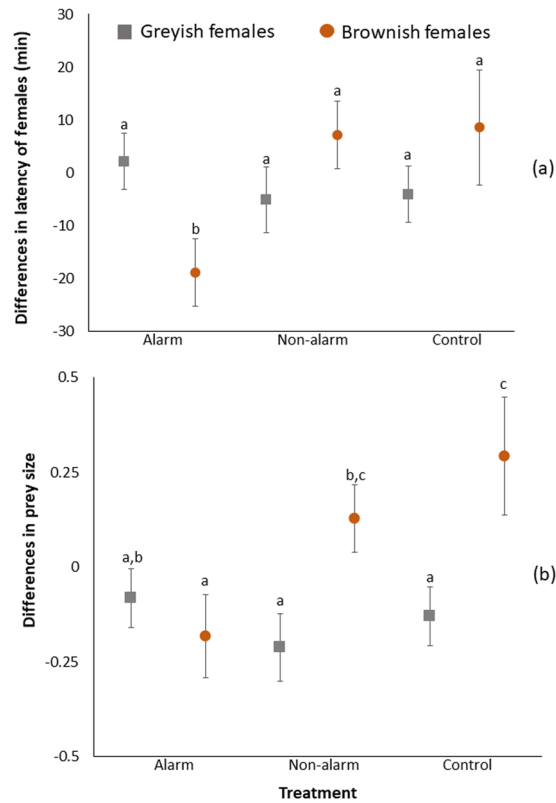 Greyish females Brownish females
Differences in latency of females (min)
30
20
10
0
-10
-20
-30
a
b
a
a
a
a
(a)
Alarm Non-alarm Control
Differences in prey size
0.5
0.25
0
-0.25
-0.5
a,b
a
a
b,c
a
c
(b)
Alarm Non-alarm Control
Treatment